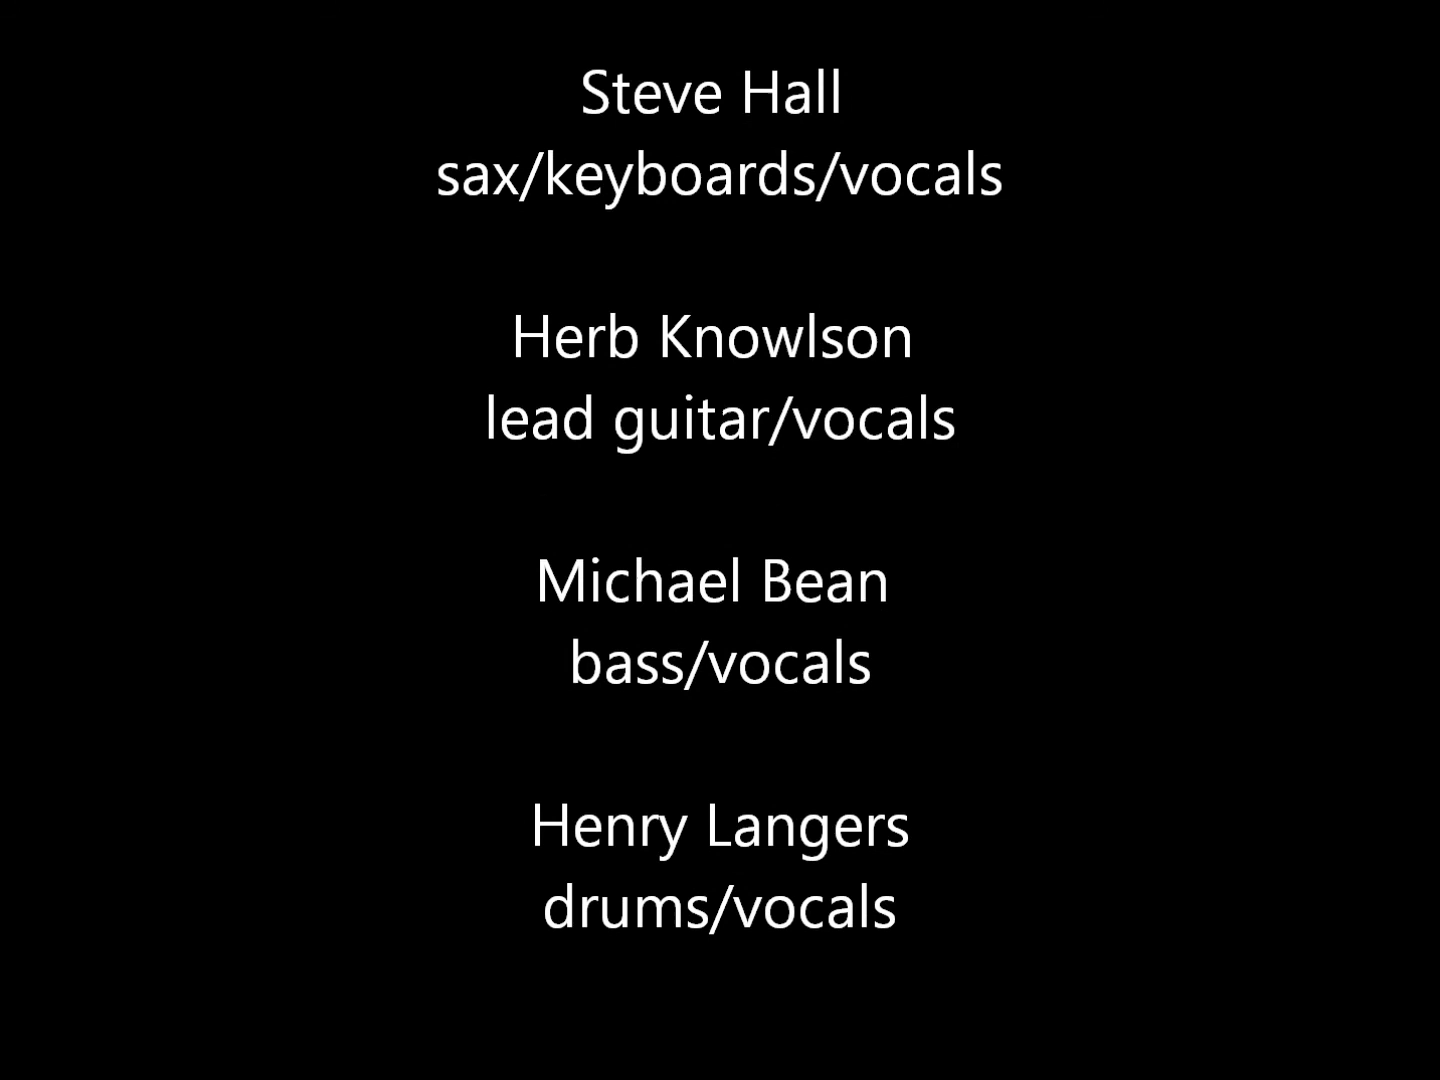 Steve Hall
sax/keyboards/vocals
Herb Knowlson
lead guitar/vocals
Michael Bean
bass/vocals
Henry Langers
drums/vocals